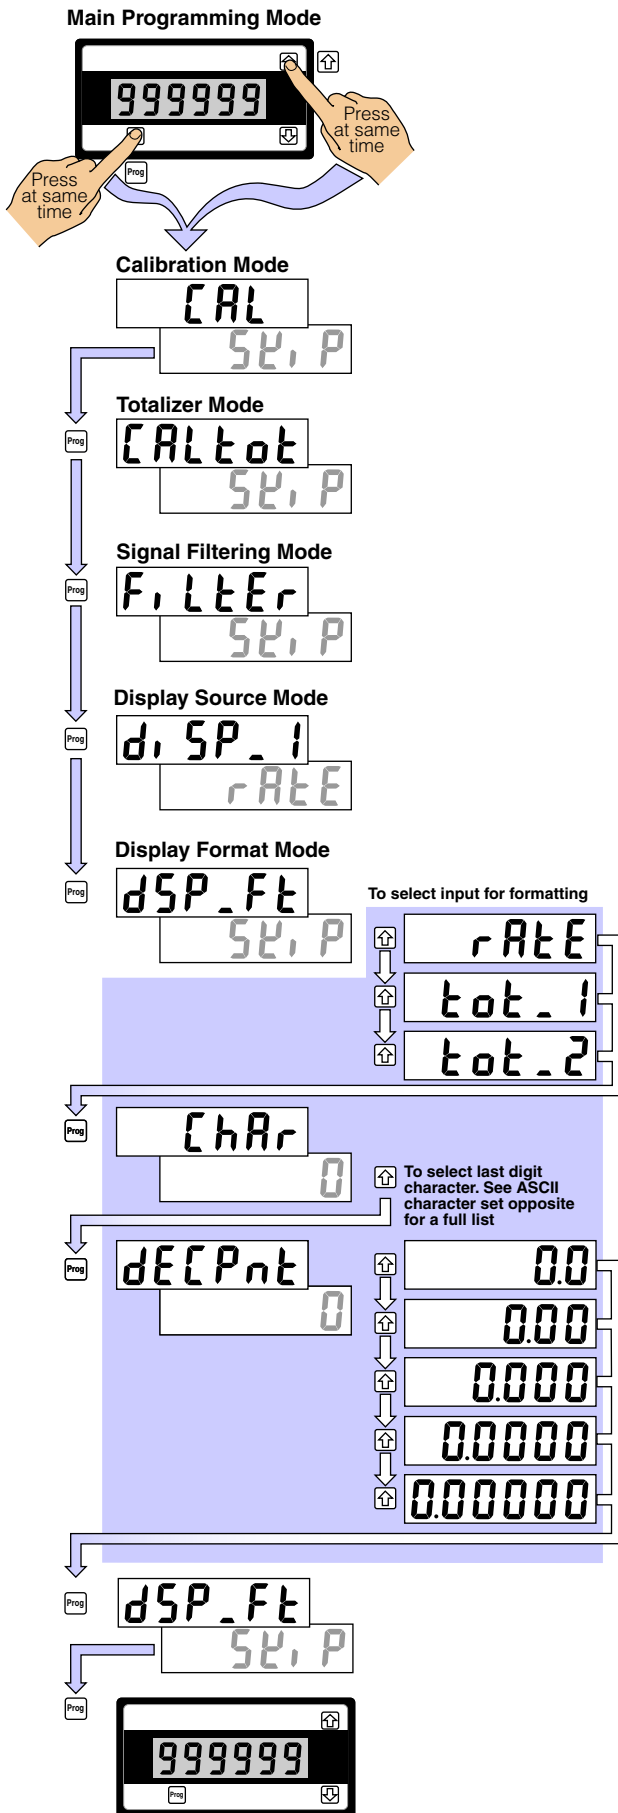 Main Programming Mode
999999
Press
at same
time
Press
at same
time
Prog
Calibration Mode
CAL
SKiP
Totalizer Mode
Prog
CALtot
SKiP
Signal Filtering Mode
Prog
FiLtEr
SKiP
Display Source Mode
Prog
diSP_1
rAtE
Display Format Mode
Prog
dSP_Ft
SKiP
To select input for formatting
rAtE
tot_1
tot_2
Prog
ChAr
0
To select last digit
character. See ASCII
character set opposite
for a full list
Prog
dECPnt
0
0.0
0.00
0.000
0.0000
0.00000
Prog
dSP_Ft
SKiP
Prog
999999
Prog